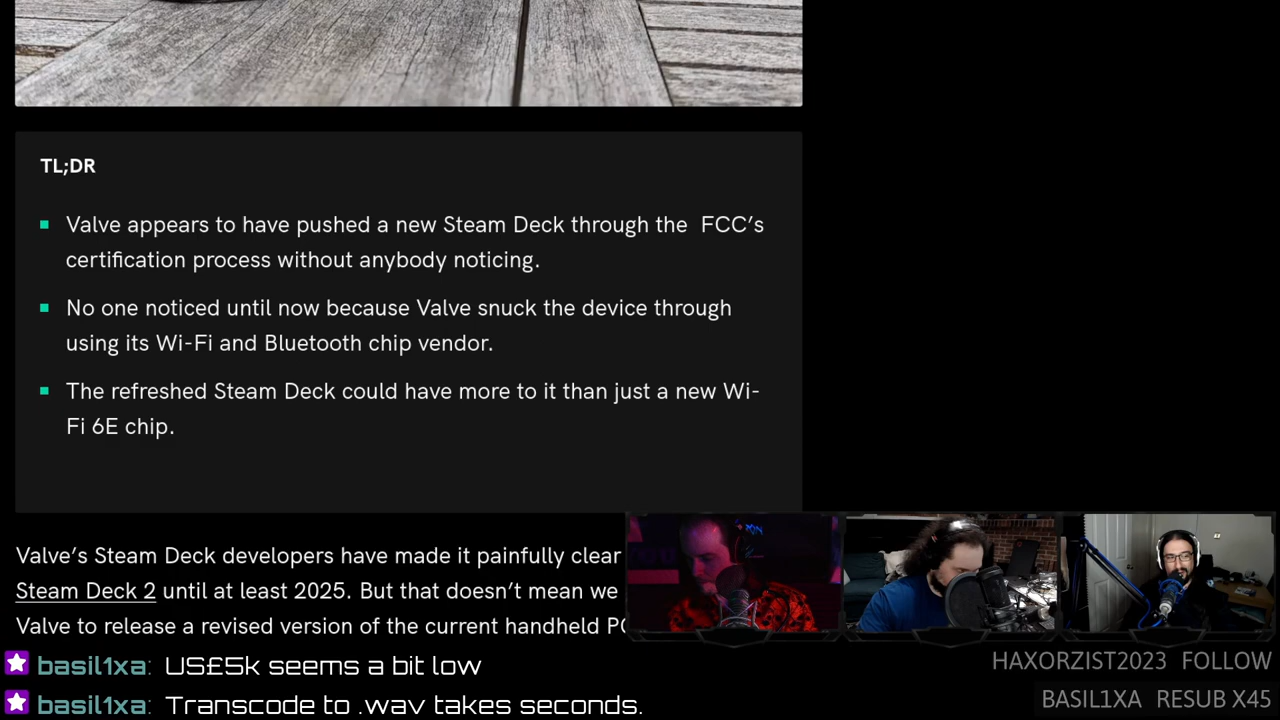 TL;DR
Valve appears to have pushed a new Steam Deck through the FCC’s
certification process without anybody noticing.
No one noticed until now because Valve snuck the device through
using its Wi-Fi and Bluetooth chip vendor.
The refreshed Steam Deck could have more to it than just a new Wi-
Fi 6E chip.
Valve’s Steam Deck developers have made it painfully clear
Steam Deck 2 until at least 2025. But that doesn’t mean we
Valve to release a revised version of the current handheld
basil1xa: US£5k seems a bit low
basil1xa: Transcode to .wav takes seconds.
HAXORZIST2023 FOLLOW
BASIL1XA RESUB X45